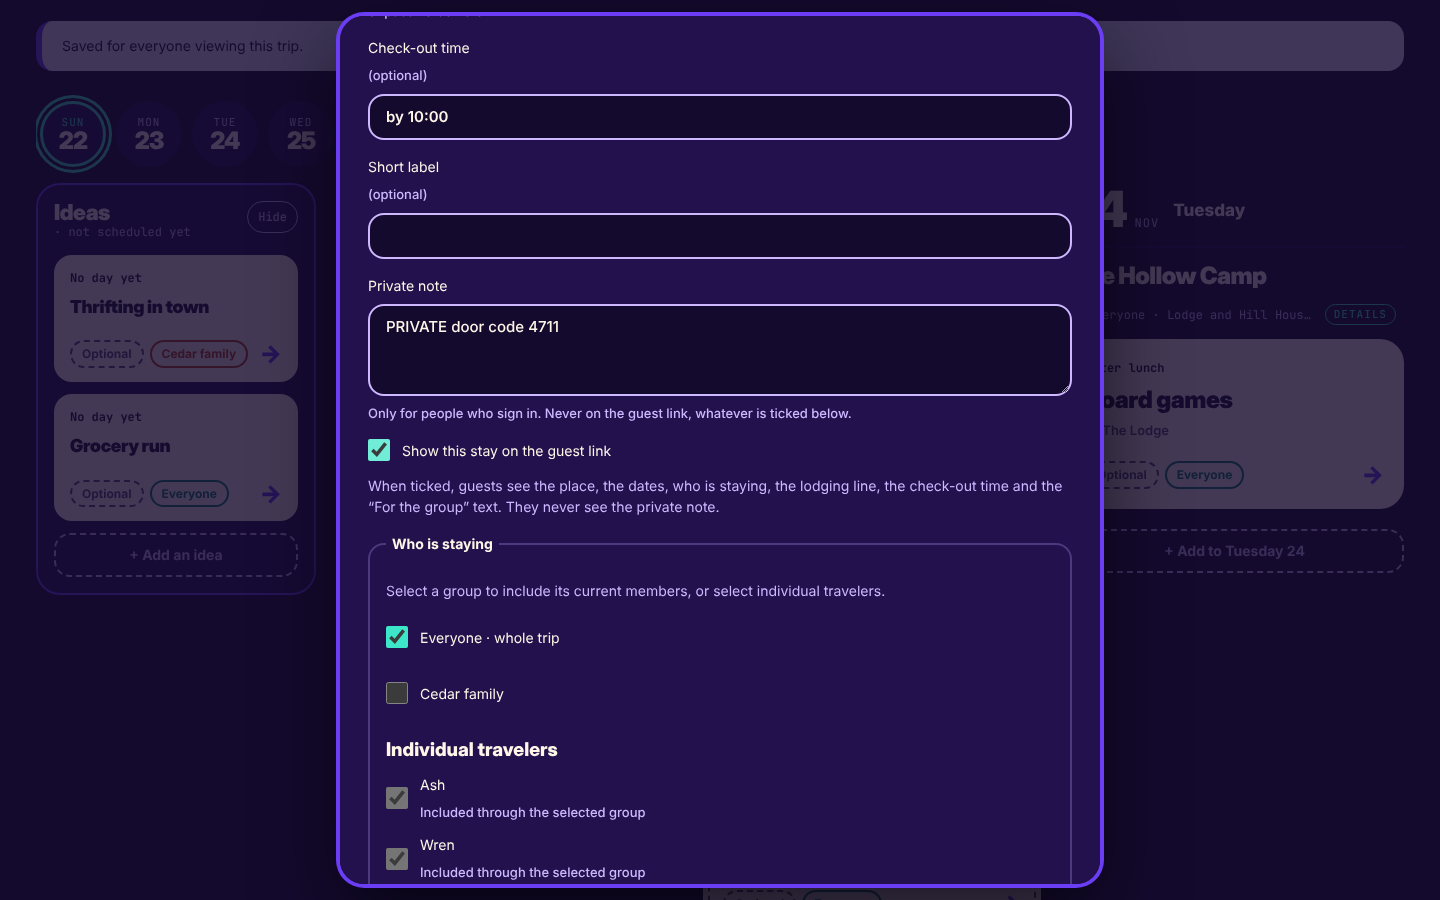 Saved for everyone viewing this trip.
SUN
22
MON
23
TUE
24
WED
25
Ideas
· not scheduled yet
Hide
No day yet
Thrifting in town
Optional
Cedar family
No day yet
Grocery run
Optional
Everyone
+ Add an idea
Check-out time
(optional)
by 10:00
Short label
(optional)
Private note
PRIVATE door code 4711
Only for people who sign in. Never on the guest link, whatever is ticked below.
Show this stay on the guest link
When ticked, guests see the place, the dates, who is staying, the lodging line, the check-out time and the
“For the group” text. They never see the private note.
Who is staying
Select a group to include its current members, or select individual travelers.
Everyone · whole trip
Cedar family
Individual travelers
Ash
Included through the selected group
Wren
Included through the selected group
4 NOV Tuesday
Hollow Camp
· Lodge and Hill Hous…
DETAILS
lunch
games
The Lodge
Everyone
+ Add to Tuesday 24